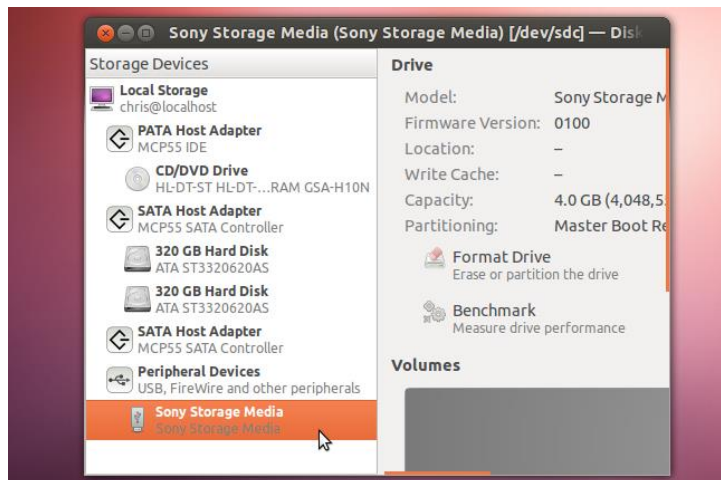 Sony Storage Media (Sony Storage Media) [/dev/sdc] — Disk
Storage Devices
Local Storage
chris@localhost
PATA Host Adapter
MCP55 IDE
CD/DVD Drive
HL-DT-ST HL-DT-...RAM GSA-H10N
SATA Host Adapter
MCP55 SATA Controller
320 GB Hard Disk
ATA ST3320620AS
320 GB Hard Disk
ATA ST3320620AS
SATA Host Adapter
MCP55 SATA Controller
Peripheral Devices
USB, FireWire and other peripherals
Sony Storage Media
Sony Storage Media
Drive
Model: Sony Storage M
Firmware Version: 0100
Location: –
Write Cache: –
Capacity: 4.0 GB (4,048,5
Partitioning: Master Boot Re
Format Drive
Erase or partition the drive
Benchmark
Measure drive performance
Volumes